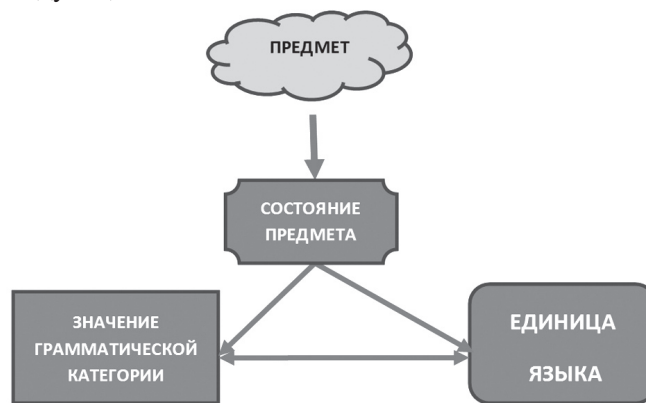 ПРЕДМЕТ
СОСТОЯНИЕ
ПРЕДМЕТА
ЗНАЧЕНИЕ
ГРАММАТИЧЕСКОЙ
КАТЕГОРИИ
ЕДИНИЦА
ЯЗЫКА